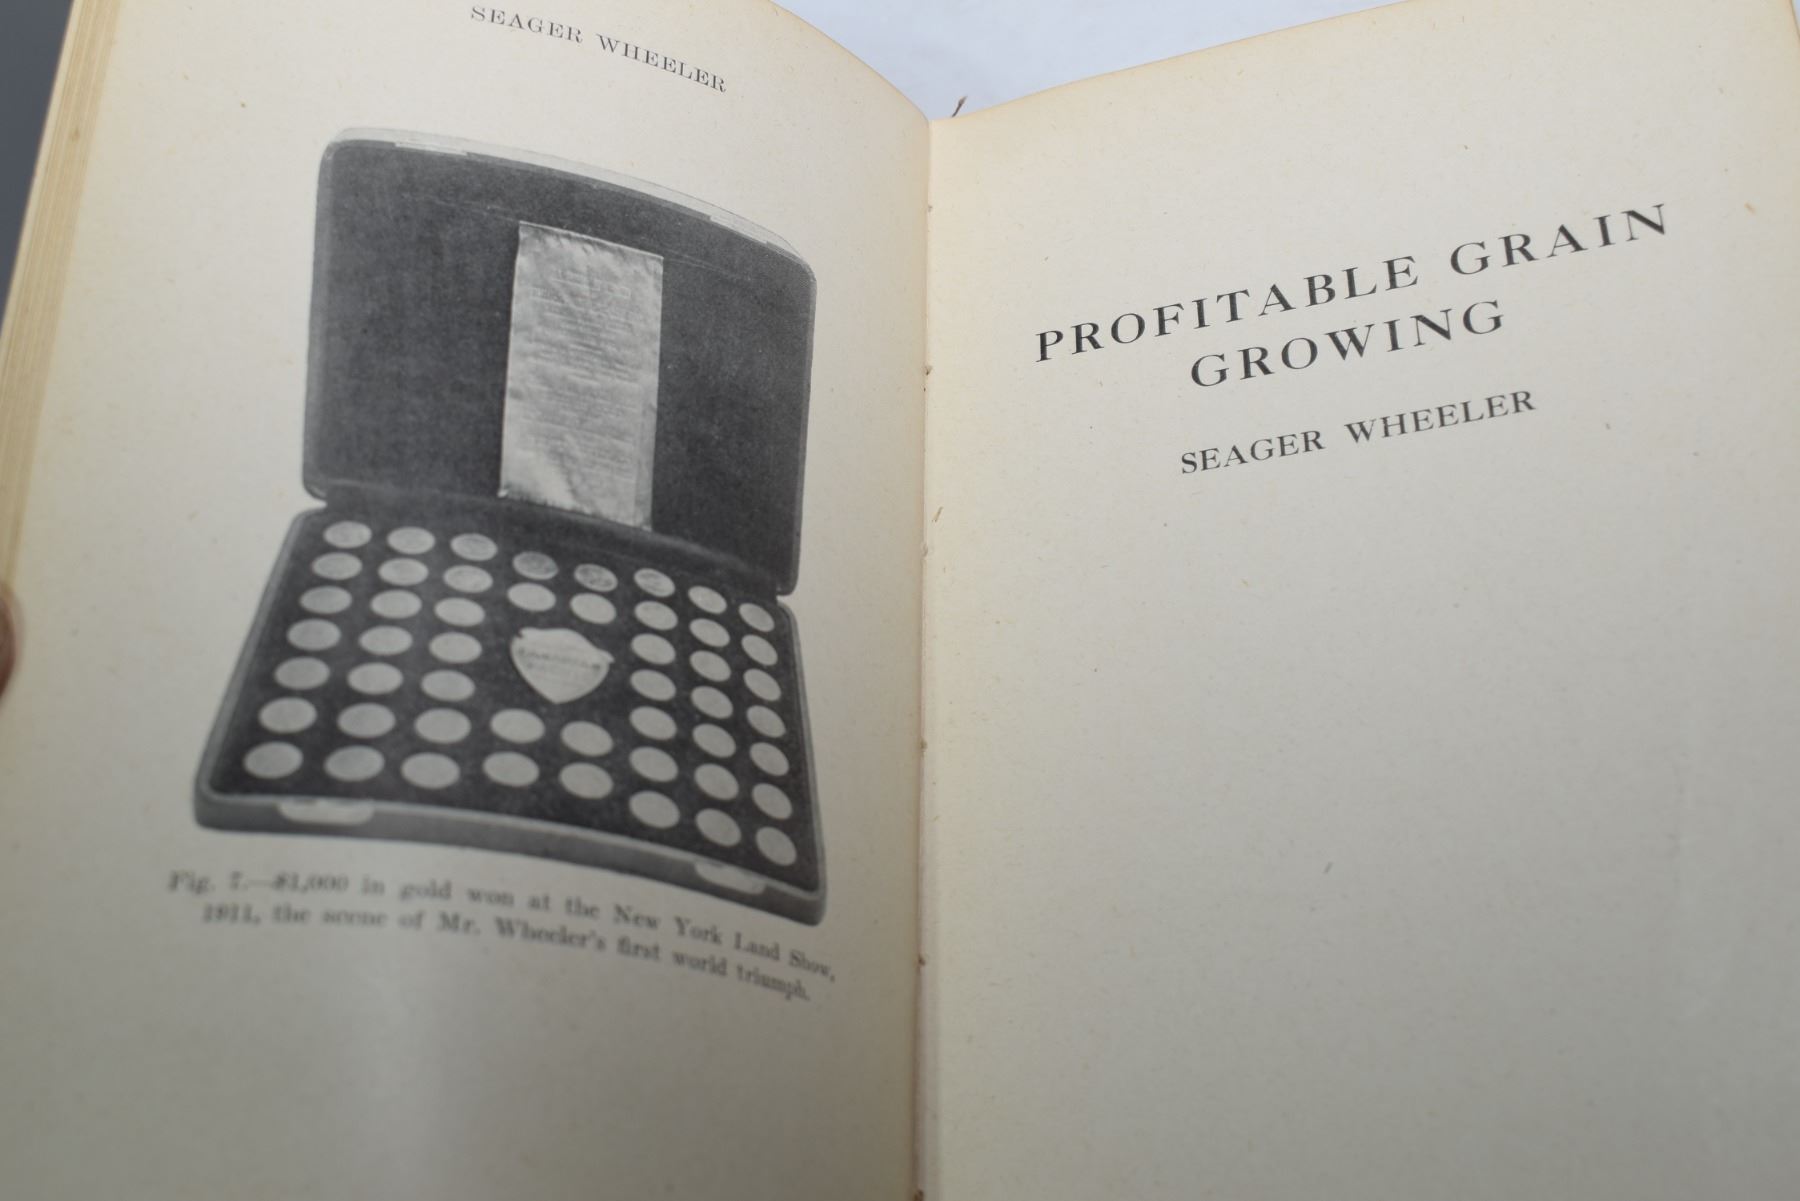 SEAGER WHEELER
Fig. 7.—$1,000 in gold won at the New York Land Show,
1911, the scene of Mr. Wheeler's first world triumph.
PROFITABLE GRAIN
GROWING
SEAGER WHEELER